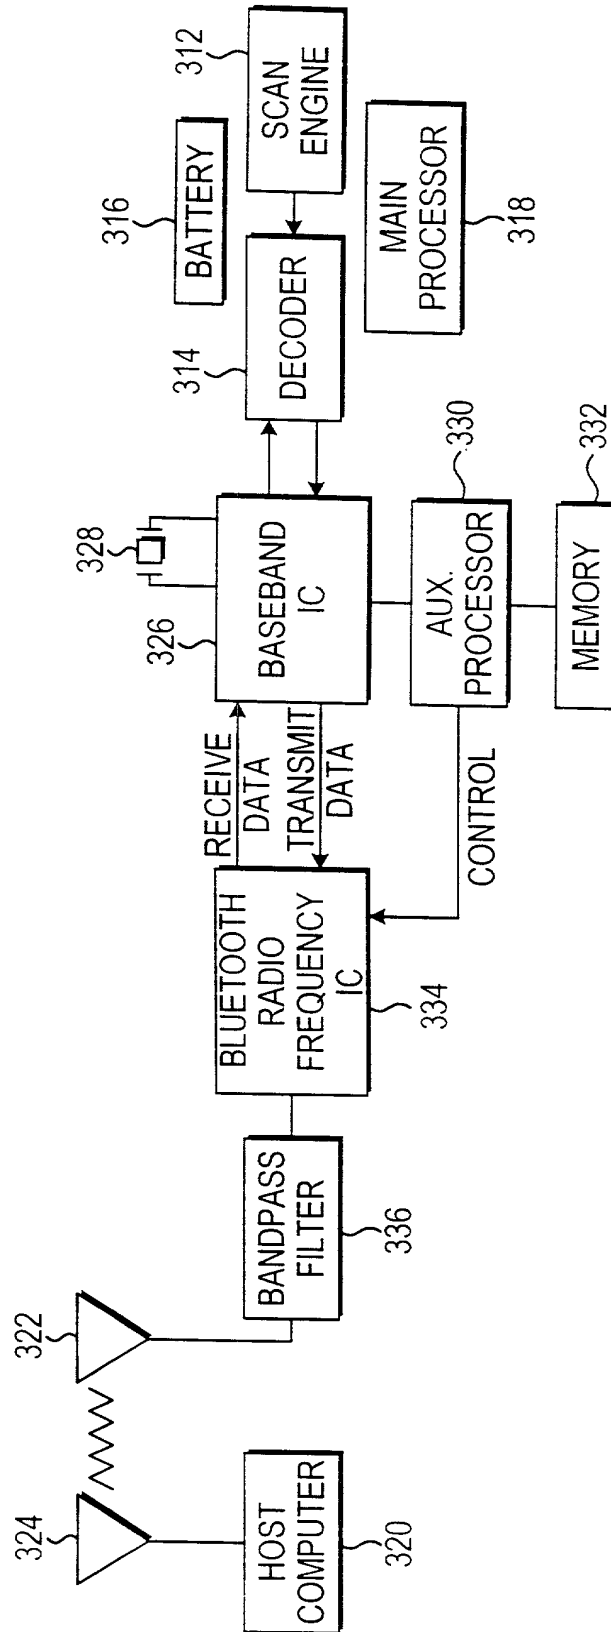 324
322
HOST
COMPUTER
320
BANDPASS
FILTER
336
BLUETOOTH
RADIO
FREQUENCY
IC
334
RECEIVE
DATA
TRANSMIT
DATA
CONTROL
328
326
BASEBAND
IC
AUX.
PROCESSOR
330
MEMORY
332
314
DECODER
316
BATTERY
312
SCAN
ENGINE
MAIN
PROCESSOR
318